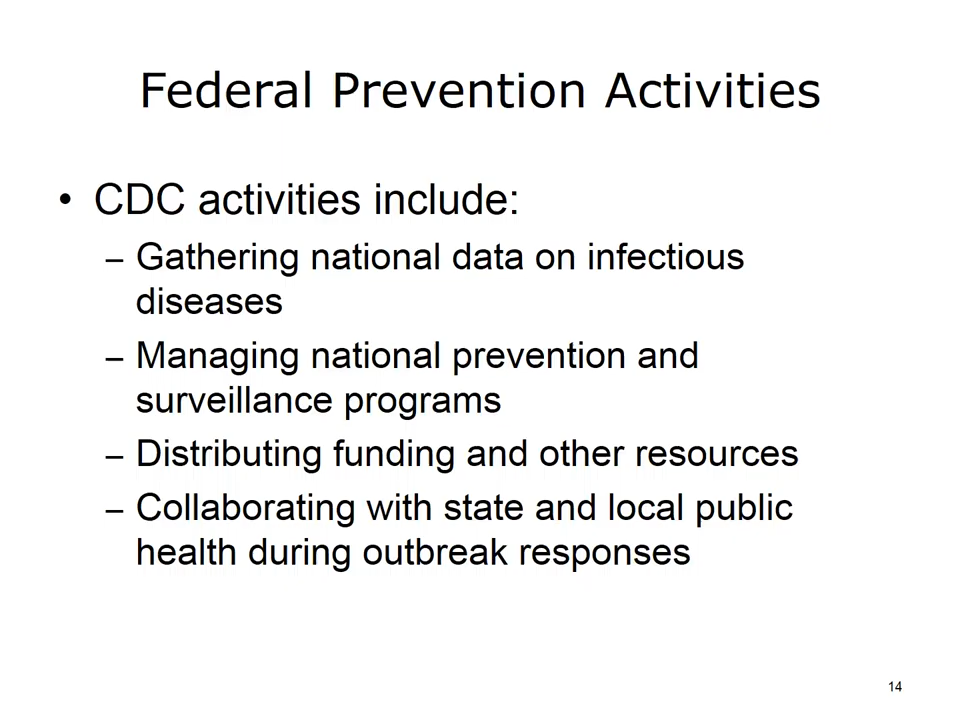 Federal Prevention Activities
• CDC activities include:
– Gathering national data on infectious
diseases
– Managing national prevention and
surveillance programs
– Distributing funding and other resources
– Collaborating with state and local public
health during outbreak responses
14